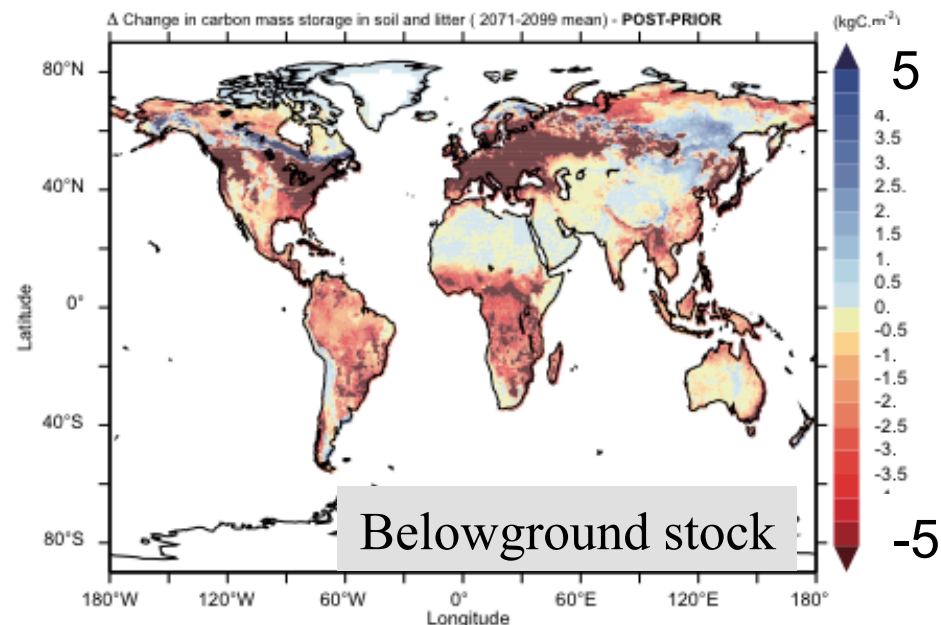 Δ Change in carbon mass storage in soil and litter ( 2071-2099 mean) - POST-PRIOR
(kgC.m⁻²)
5
4.
3.
2.5
2.
1.5
1.
0.5
0.
-0.5
-1.
-1.5
-2.
-2.5
-3.
-3.5
-5
80°N
40°N
0°
40°S
80°S
Latitude
Belowground stock
180°W 120°W 60°W 0° 60°E 120°E 180°
Longitude